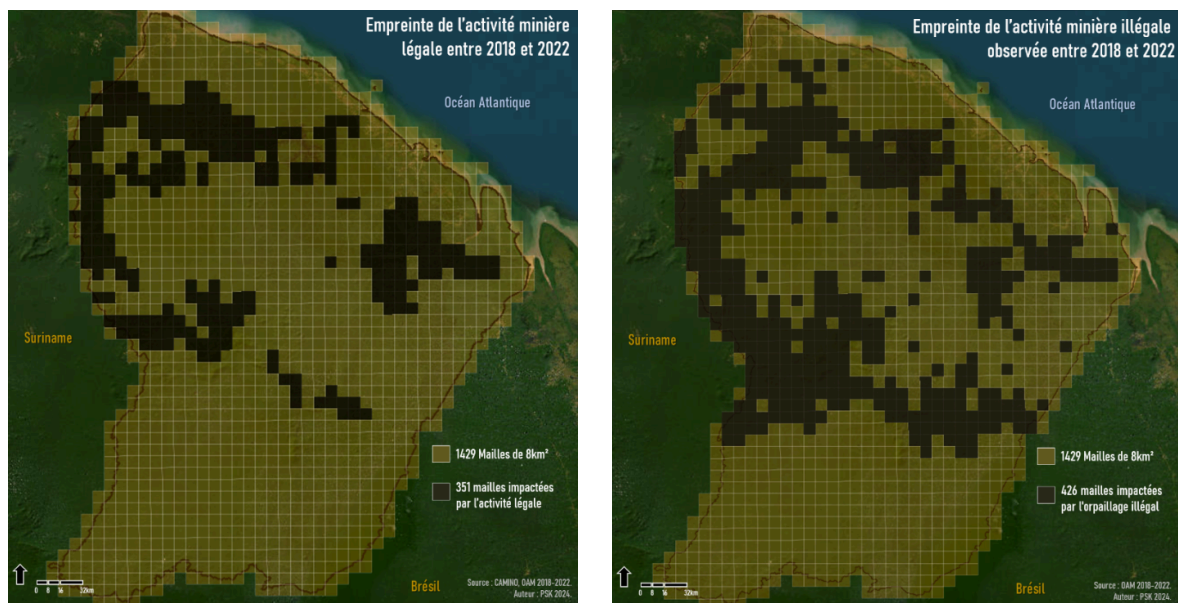 Empreinte de l'activité minière
légale entre 2018 et 2022
Océan Atlantique
Suriname
1429 Mailles de 8km²
351 mailles impactées
par l'activité légale
Brésil
0 8 16 32km
Source : CAMINO, OAM 2018-2022.
Auteur : PSK 2024.
Empreinte de l'activité minière illégale
observée entre 2018 et 2022
Océan Atlantique
Suriname
1429 Mailles de 8km²
426 mailles impactées
par l'orpaillage illégal
Brésil
0 8 16 32km
Source : OAM 2018-2022.
Auteur : PSK 2024.